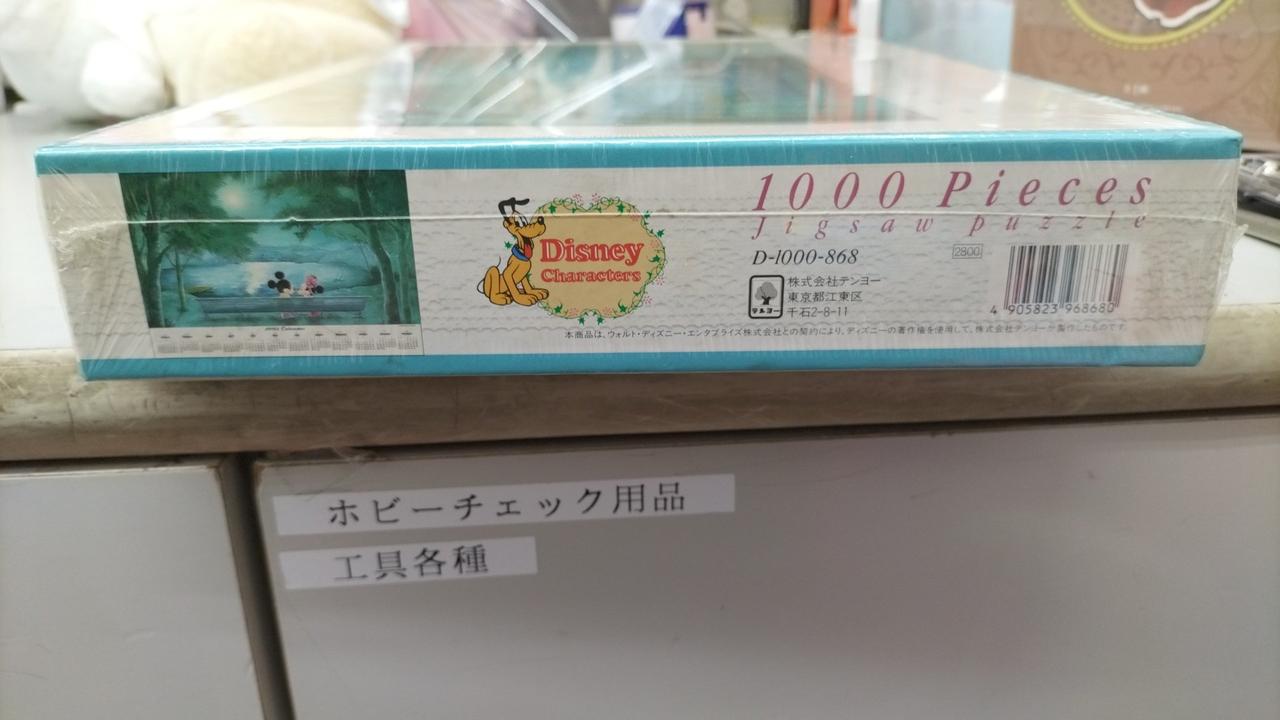 1000 Pieces
Jigsaw puzzle
Disney
Characters
D-1000-868
2800
株式会社テンヨー
東京都江東区
千石2-8-11
テンヨー
4 905823 968680
本商品は、ウォルト・ディズニー・エンタプライズ株式会社との契約により、ディズニーの著作権を使用して、株式会社テンヨーが製作したものです。
ホビーチェック用品
工具各種